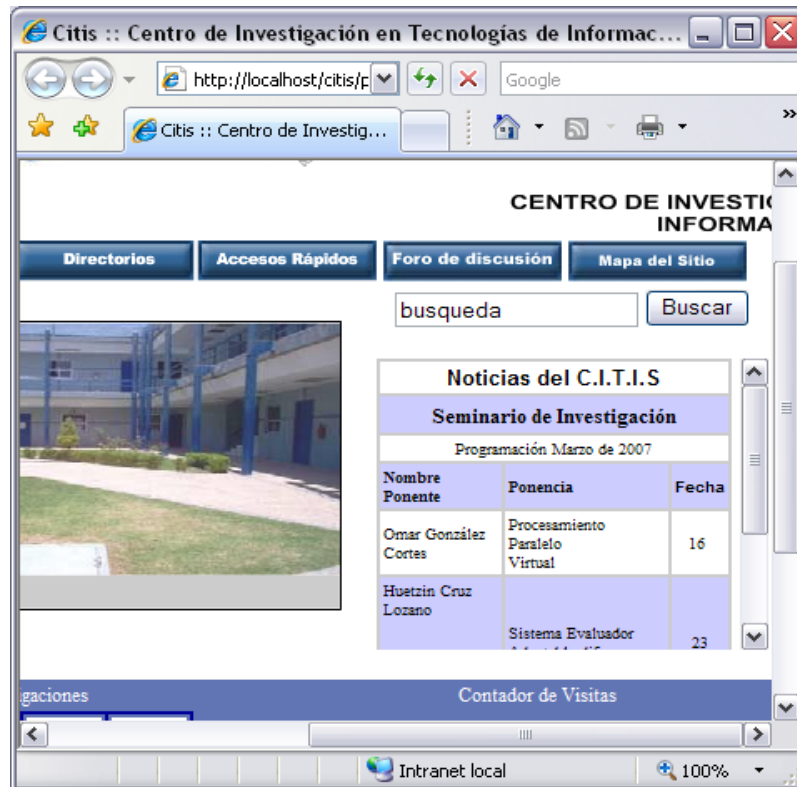 Citis :: Centro de Investigación en Tecnologías de Informac...
http://localhost/citis/p
Google
Citis :: Centro de Investig...
CENTRO DE INVESTI
INFORMA
Directorios Accesos Rápidos Foro de discusión Mapa del Sitio
busqueda Buscar
Noticias del C.I.T.I.S
Seminario de Investigación
Programación Marzo de 2007
Nombre
Ponente
Ponencia
Fecha
Omar González
Cortes
Procesamiento
Paralelo
Virtual
16
Huetzin Cruz
Lozano
Sistema Evaluador
23
igaciones
Contador de Visitas
Intranet local
100%